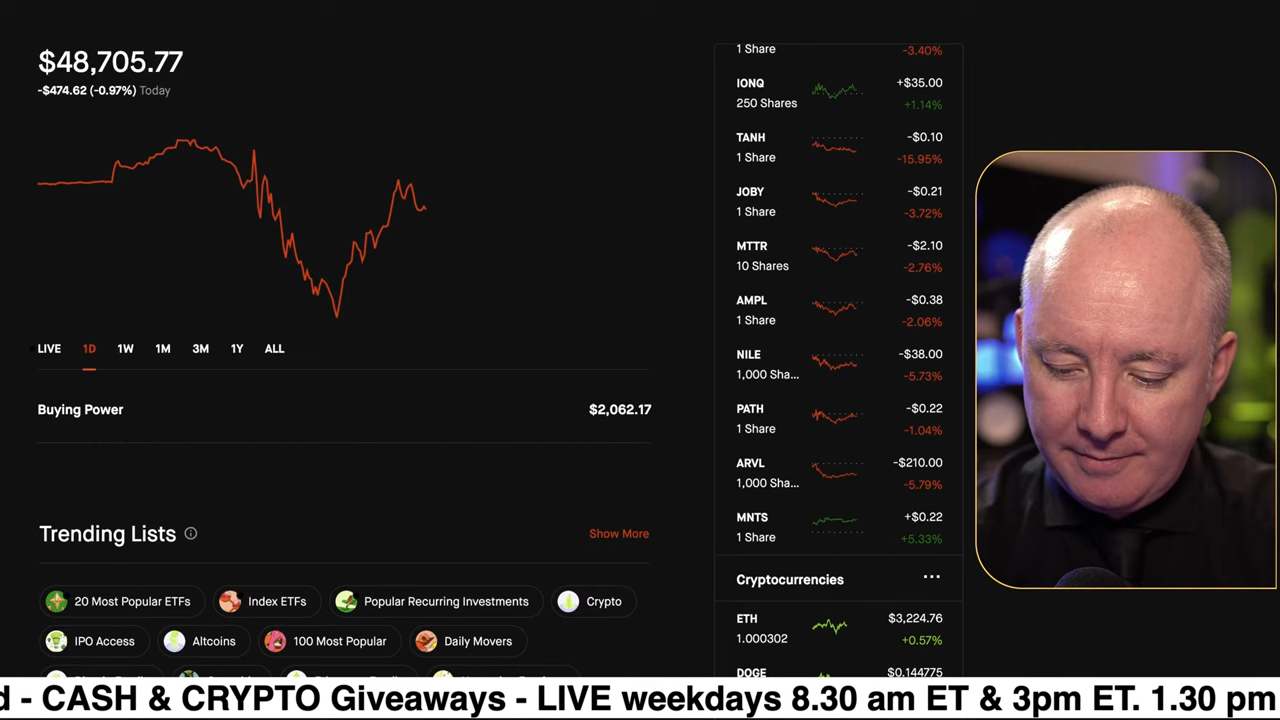 $48,705.77
-$474.62 (-0.97%) Today
LIVE 1D 1W 1M 3M 1Y ALL
Buying Power $2,062.17
Trending Lists Show More
20 Most Popular ETFs Index ETFs Popular Recurring Investments Crypto
IPO Access Altcoins 100 Most Popular Daily Movers
1 Share -3.40%
IONQ +$35.00
250 Shares +1.14%
TANH -$0.10
1 Share -15.95%
JOBY -$0.21
1 Share -3.72%
MTTR -$2.10
10 Shares -2.76%
AMPL -$0.38
1 Share -2.06%
NILE -$38.00
1,000 Sha... -5.73%
PATH -$0.22
1 Share -1.04%
ARVL -$210.00
1,000 Sha... -5.79%
MNTS +$0.22
1 Share +5.33%
Cryptocurrencies ...
ETH $3,224.76
1.000302 +0.57%
DOGE $0.144775
d - CASH & CRYPTO Giveaways - LIVE weekdays 8.30 am ET & 3pm ET. 1.30 pm